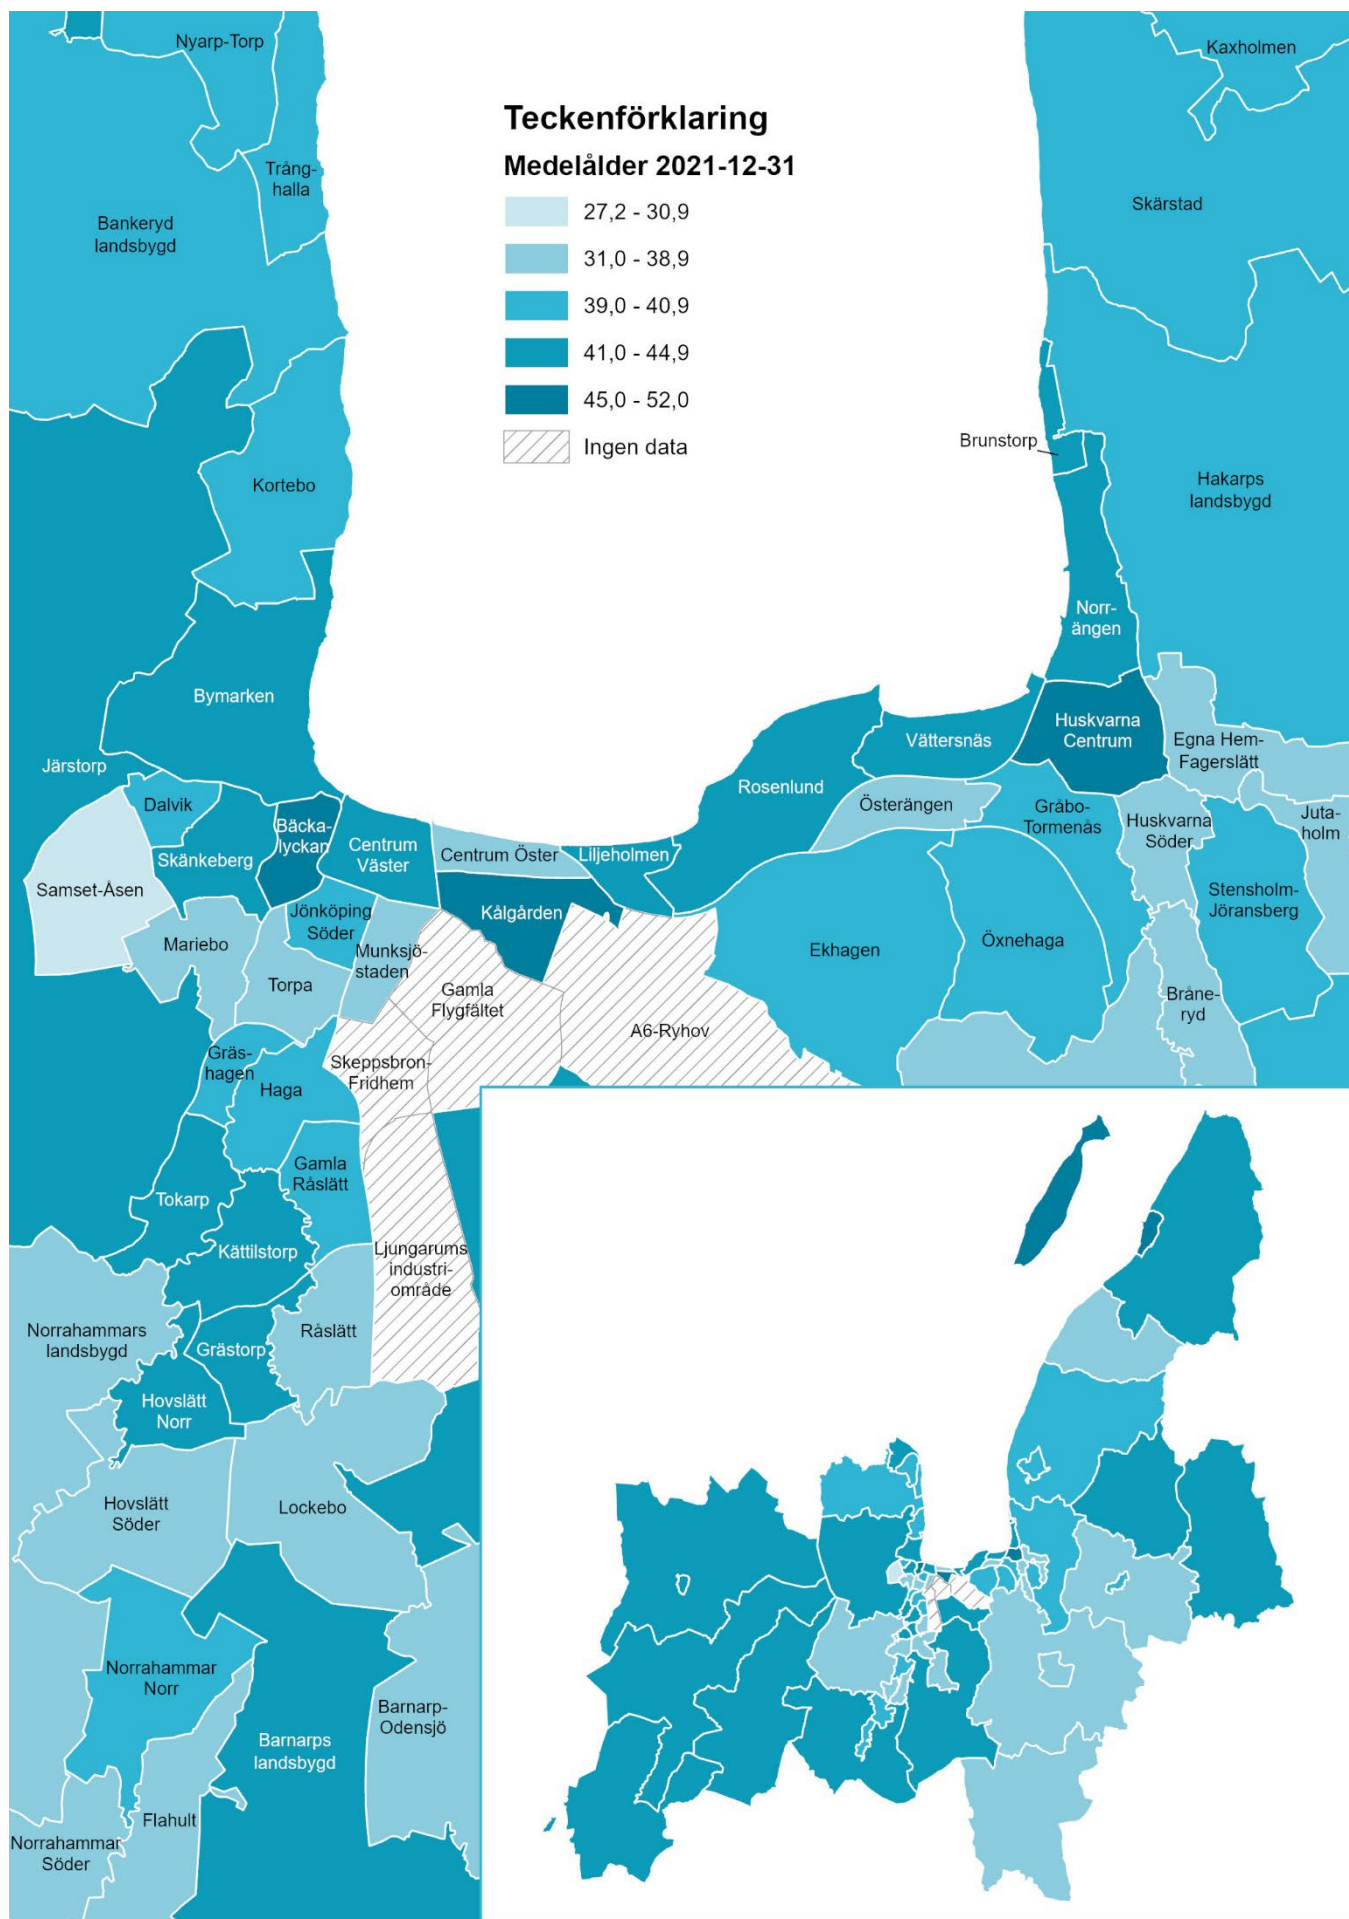 Nyarp-Torp
Kaxholmen
Teckenförklaring
Medelålder 2021-12-31
27,2 - 30,9
31,0 - 38,9
39,0 - 40,9
41,0 - 44,9
45,0 - 52,0
Ingen data
Trång-
halla
Bankeryd
landsbygd
Skärstad
Brunstorp
Kortebo
Hakarps
landsbygd
Norr-
ängen
Bymarken
Järstorp
Huskvarna
Centrum
Egna Hem-
Fagerslätt
Vättersnäs
Rosenlund
Dalvik
Österängen
Gråbo-
Tormenäs
Huskvarna
Söder
Juta-
holm
Bäcka-
lyckan
Skänkeberg
Centrum
Väster
Centrum Öster
Liljeholmen
Samset-Åsen
Stensholm-
Jöransberg
Jönköping
Söder
Kålgården
Mariebo
Munksjö-
staden
Ekhagen
Öxnehaga
Torpa
Gamla
Flygfältet
Bråne-
ryd
A6-Ryhov
Gräs-
hagen
Haga
Skeppsbron-
Fridhem
Gamla
Råslätt
Tokarp
Kättilstorp
Ljungarums
industri-
område
Norrahammars
landsbygd
Råslätt
Grästorp
Hovslätt
Norr
Hovslätt
Söder
Lockebo
Norrahammar
Norr
Barnarp-
Odensjö
Barnarps
landsbygd
Flahult
Norrahammar
Söder